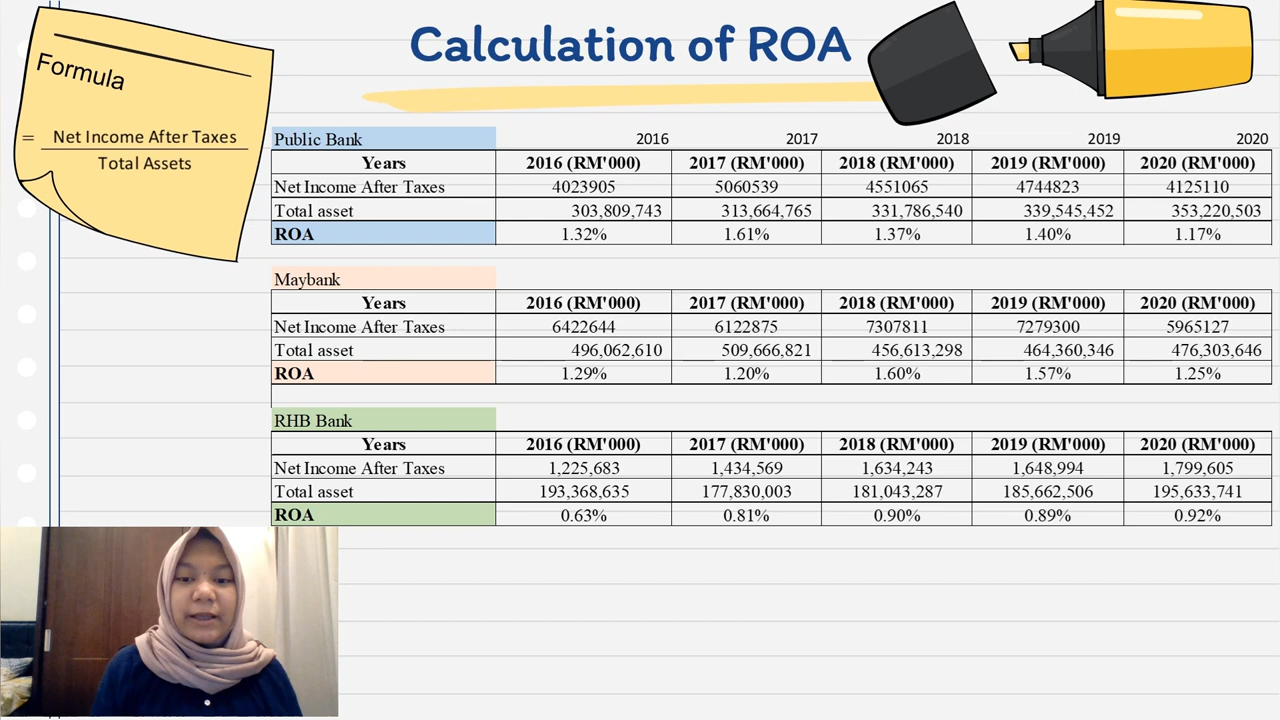 Calculation of ROA
Formula
= Net Income After Taxes
Total Assets
Public Bank 2016 2017 2018 2019 2020
Years 2016 (RM'000) 2017 (RM'000) 2018 (RM'000) 2019 (RM'000) 2020 (RM'000)
Net Income After Taxes 4023905 5060539 4551065 4744823 4125110
Total asset 303,809,743 313,664,765 331,786,540 339,545,452 353,220,503
ROA 1.32% 1.61% 1.37% 1.40% 1.17%
Maybank
Years 2016 (RM'000) 2017 (RM'000) 2018 (RM'000) 2019 (RM'000) 2020 (RM'000)
Net Income After Taxes 6422644 6122875 7307811 7279300 5965127
Total asset 496,062,610 509,666,821 456,613,298 464,360,346 476,303,646
ROA 1.29% 1.20% 1.60% 1.57% 1.25%
RHB Bank
Years 2016 (RM'000) 2017 (RM'000) 2018 (RM'000) 2019 (RM'000) 2020 (RM'000)
Net Income After Taxes 1,225,683 1,434,569 1,634,243 1,648,994 1,799,605
Total asset 193,368,635 177,830,003 181,043,287 185,662,506 195,633,741
ROA 0.63% 0.81% 0.90% 0.89% 0.92%